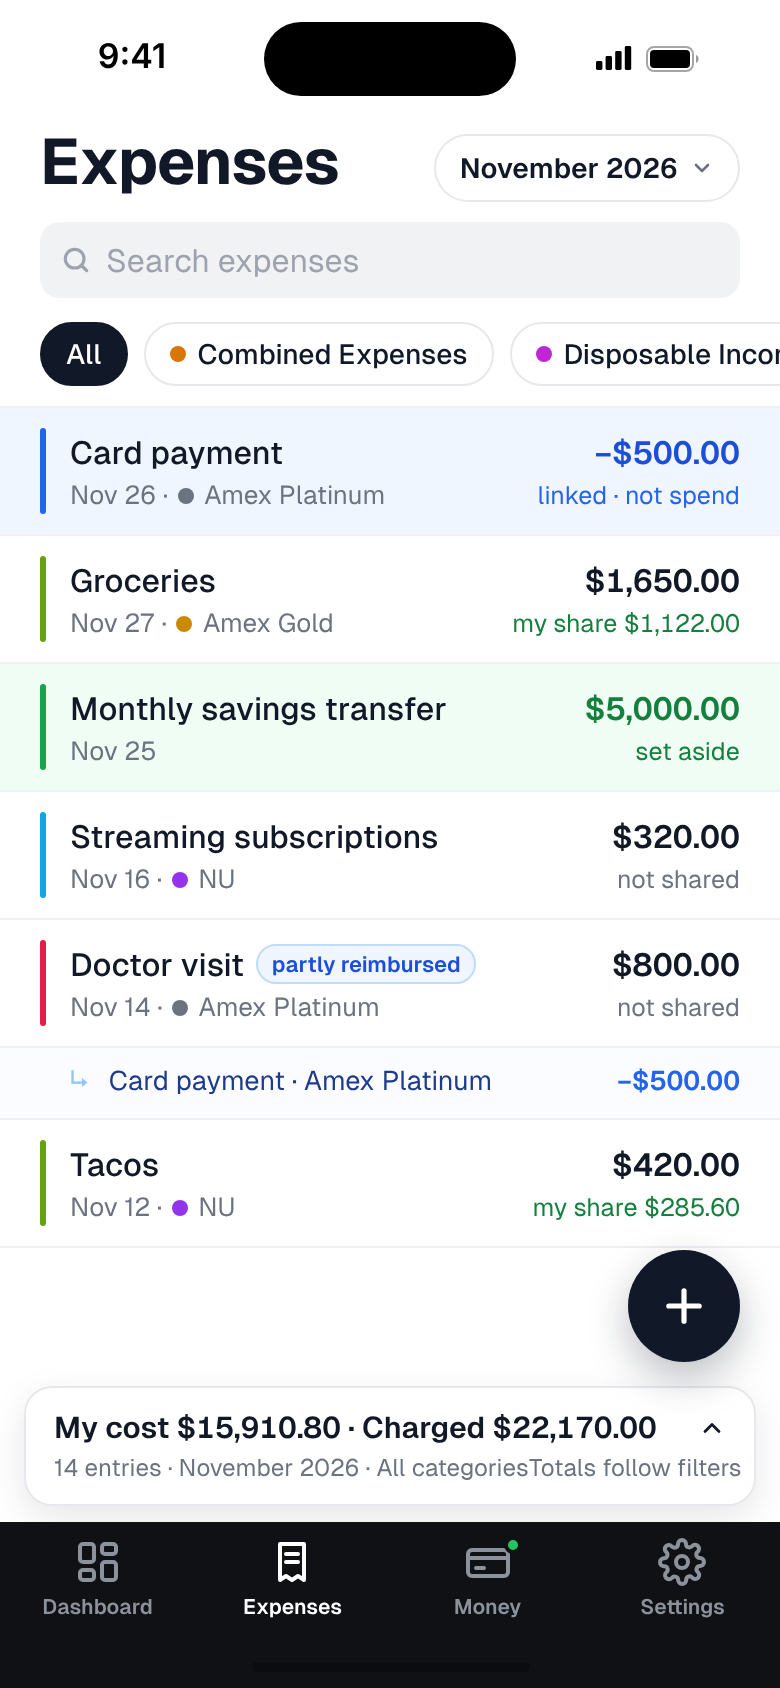 9:41
Expenses
November 2026
Search expenses
All
Combined Expenses
Disposable Incor
Card payment
–$500.00
Nov 26 · Amex Platinum
linked · not spend
Groceries
$1,650.00
Nov 27 · Amex Gold
my share $1,122.00
Monthly savings transfer
$5,000.00
Nov 25
set aside
Streaming subscriptions
$320.00
Nov 16 · NU
not shared
Doctor visit
partly reimbursed
$800.00
Nov 14 · Amex Platinum
not shared
Card payment · Amex Platinum
–$500.00
Tacos
$420.00
Nov 12 · NU
my share $285.60
My cost $15,910.80 · Charged $22,170.00
14 entries · November 2026 · All categoriesTotals follow filters
Dashboard
Expenses
Money
Settings